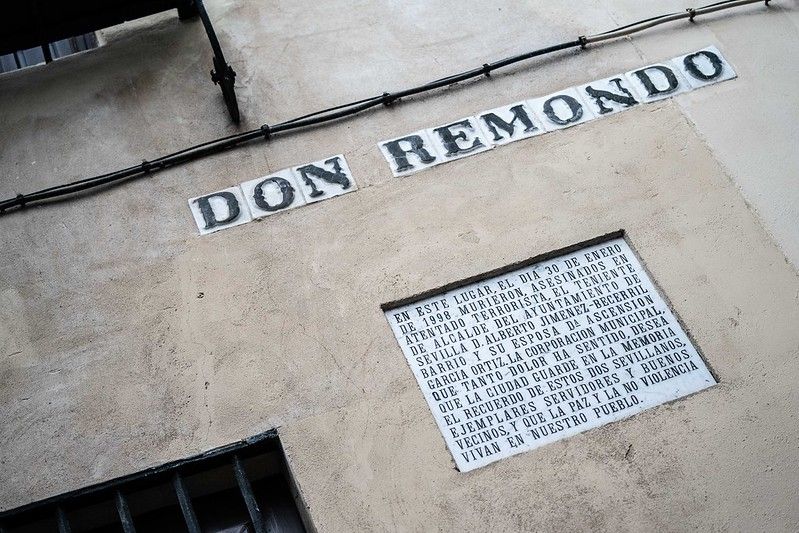 DON REMONDO
EN ESTE LUGAR EL DIA 30 DE ENERO
DE 1998 MURIERON ASESINADOS EN
ATENTADO TERRORISTA, EL TENIENTE
DE ALCALDE DEL AYUNTAMIENTO DE
SEVILLA D. ALBERTO JIMENEZ-BECERRIL
BARRIO Y SU ESPOSA Dª ASCENSION
GARCIA ORTIZ. LA CORPORACION MUNICIPAL,
QUE TANTO DOLOR HA SENTIDO, DESEA
QUE LA CIUDAD GUARDE EN LA MEMORIA
EL RECUERDO DE ESTOS DOS SEVILLANOS,
EJEMPLARES SERVIDORES Y BUENOS
VECINOS, Y QUE LA PAZ Y LA NO VIOLENCIA
VIVAN EN NUESTRO PUEBLO.